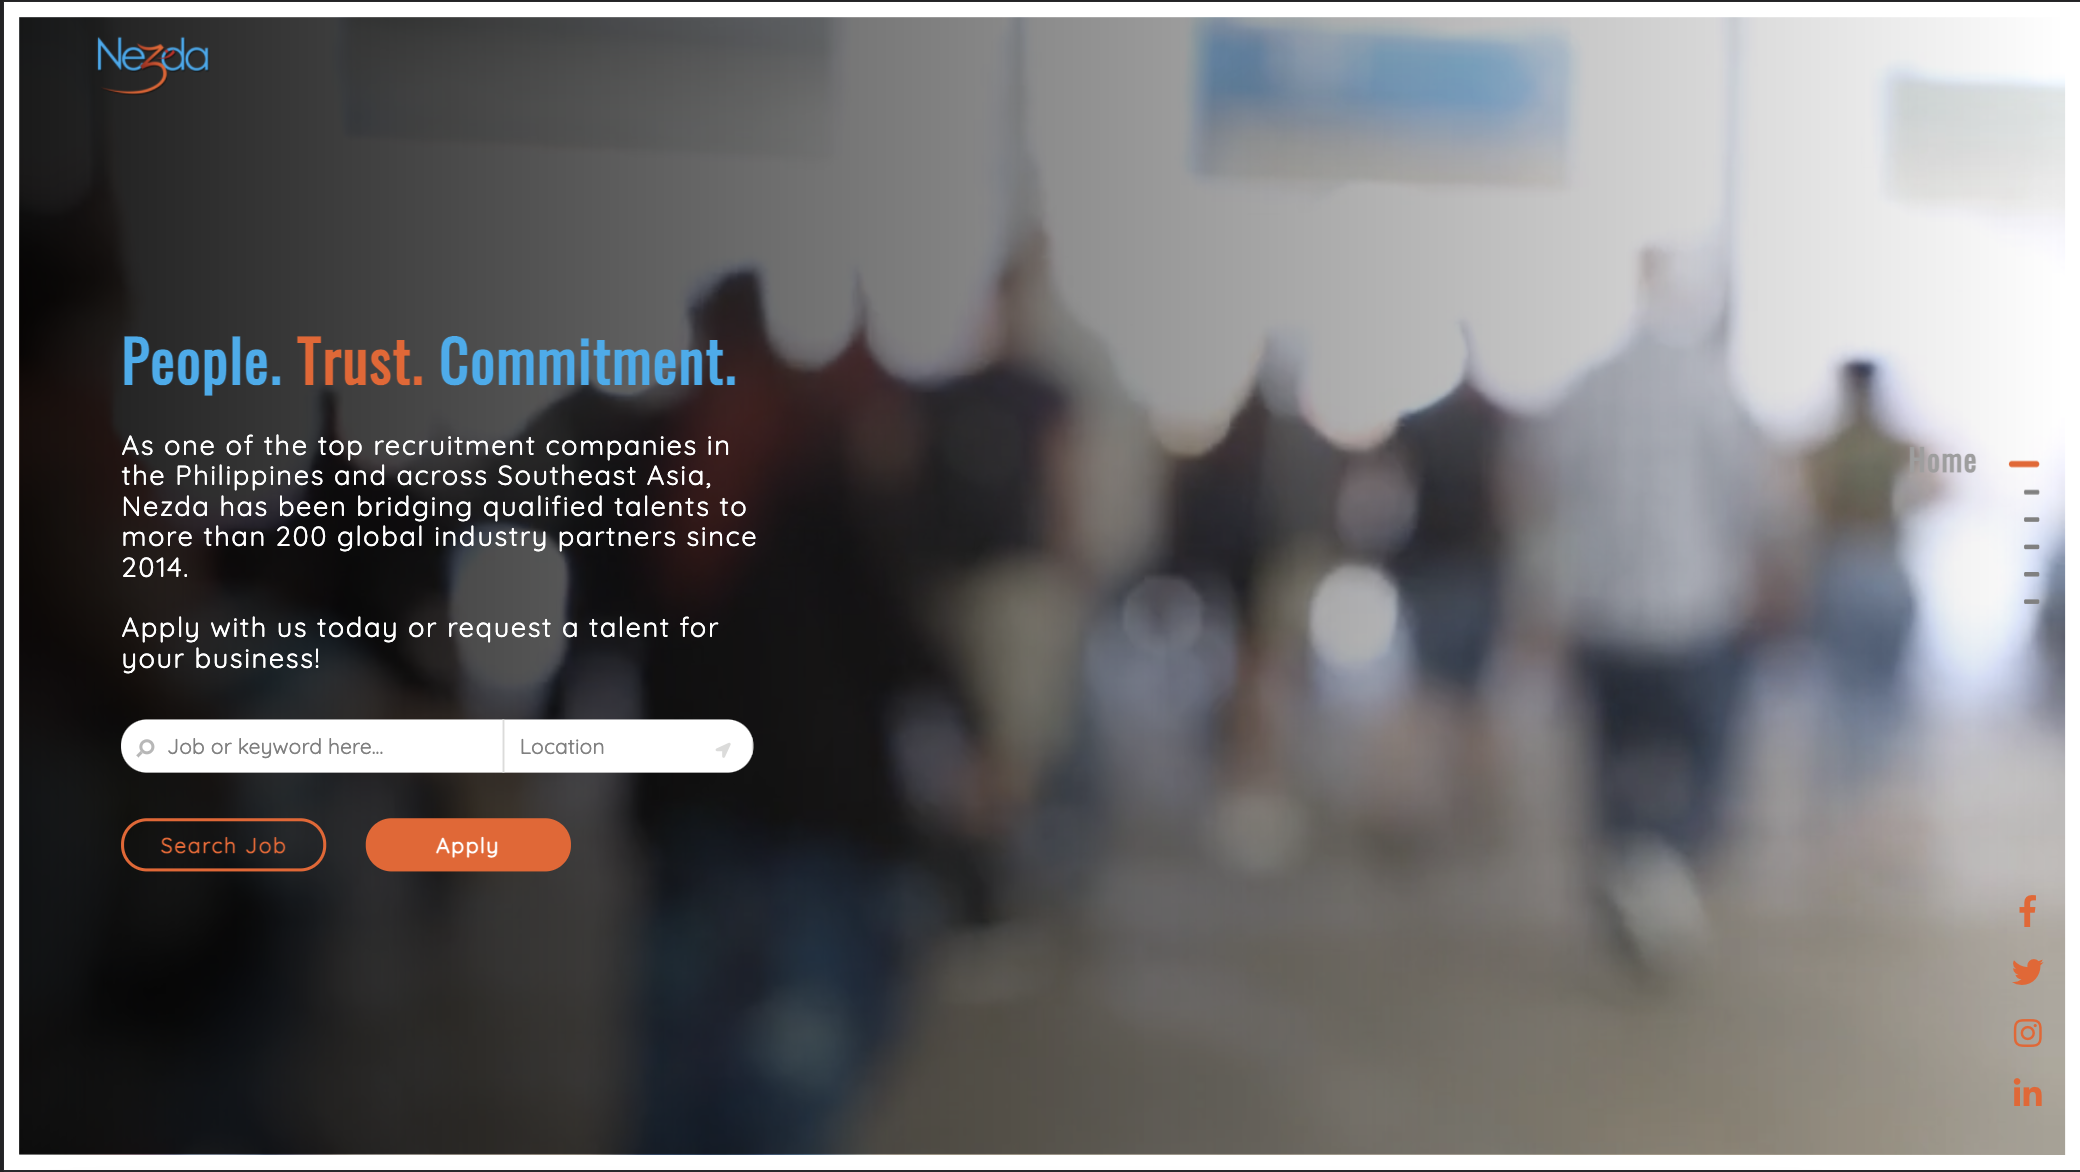 Nezda
People. Trust. Commitment.
As one of the top recruitment companies in
the Philippines and across Southeast Asia,
Nezda has been bridging qualified talents to
more than 200 global industry partners since
2014.
Apply with us today or request a talent for
your business!
Job or keyword here...
Location
Search Job
Apply
Home